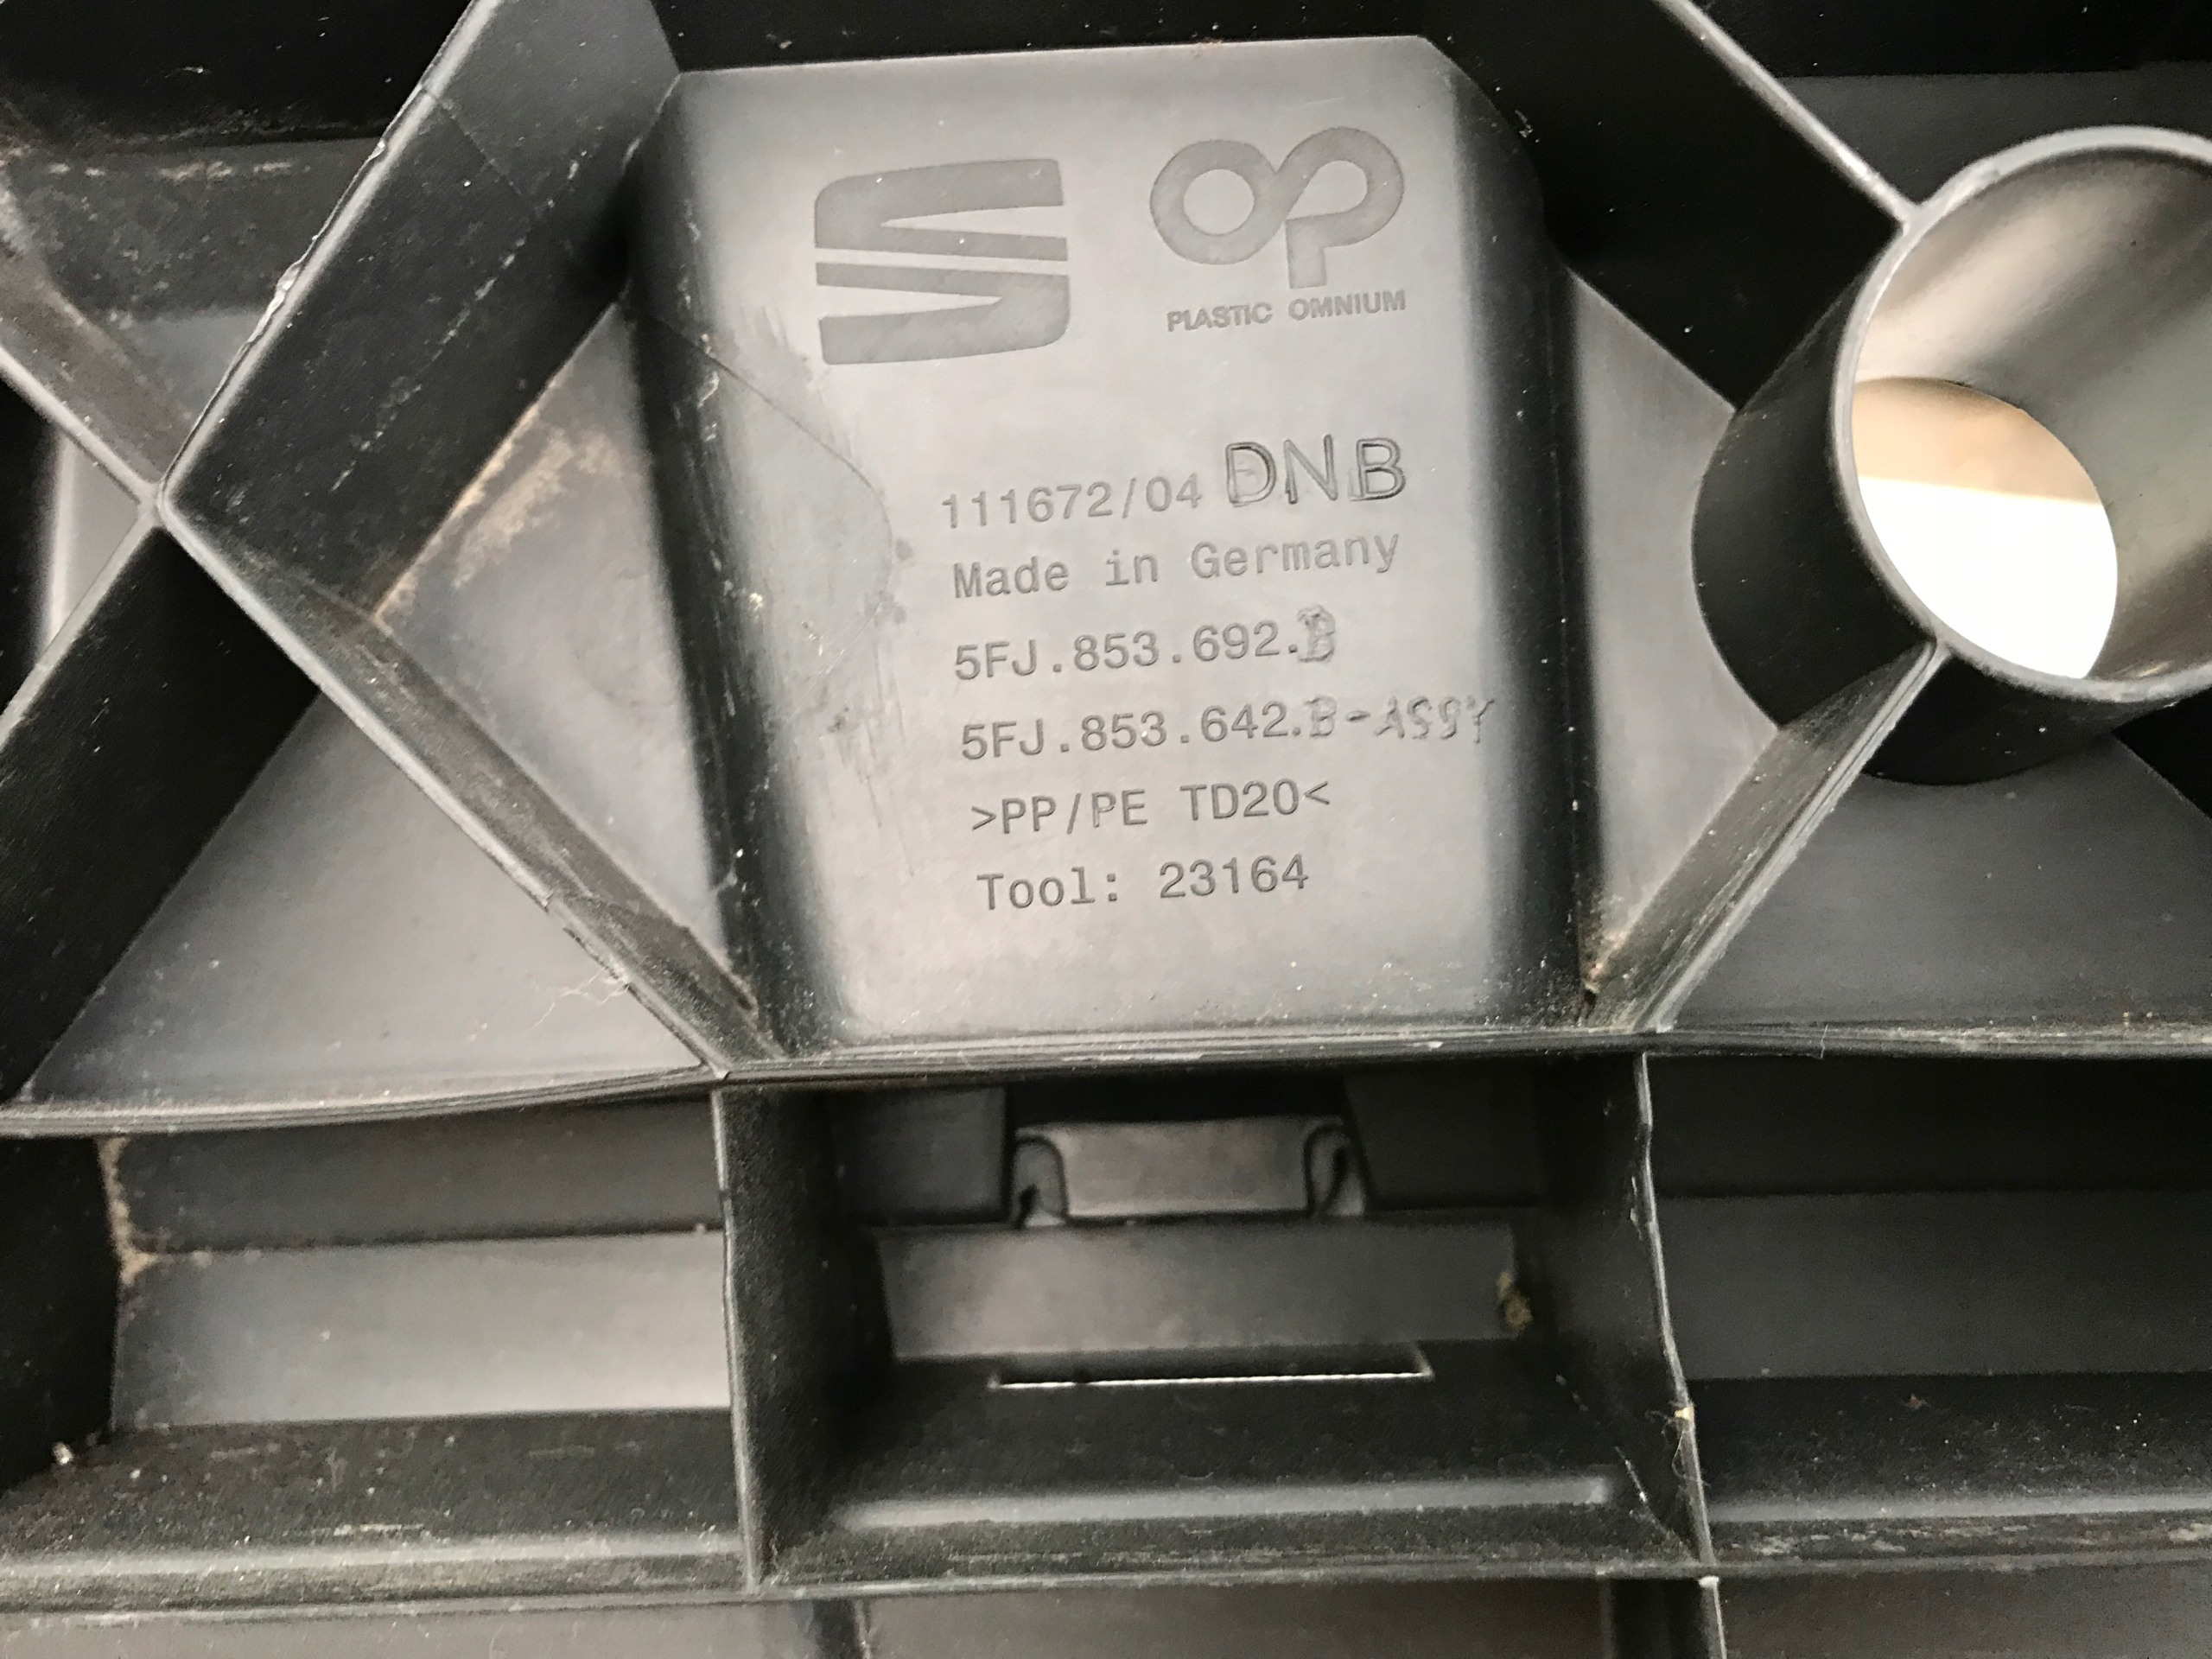 PLASTIC OMNIUM
111672/04 DNB
Made in Germany
5FJ.853.692.B
5FJ.853.642.B-ASSY
>PP/PE TD20<
Tool: 23164